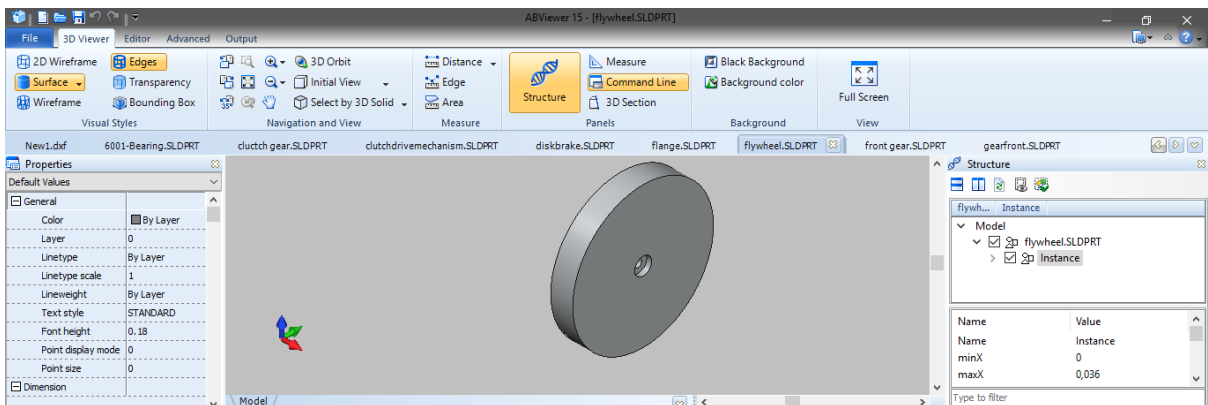 ABViewer 15 - [flywheel.SLDPRT]
File 3D Viewer Editor Advanced Output
2D Wireframe Edges 3D Orbit Distance Measure Black Background
Surface Transparency Initial View Edge Structure Command Line Background color Full Screen
Wireframe Bounding Box 35° Select by 3D Solid Area 3D Section
Visual Styles Navigation and View Measure Panels Background View
New1.dxf 6001-Bearing.SLDPRT cluctch gear.SLDPRT clutchdrivemechanism.SLDPRT diskbrake.SLDPRT flange.SLDPRT flywheel.SLDPRT front gear.SLDPRT gearfront.SLDPRT
Properties
Default Values
General
Color By Layer
Layer 0
Linetype By Layer
Linetype scale 1
Lineweight By Layer
Text style STANDARD
Font height 0.18
Point display mode 0
Point size 0
Dimension
Model
Structure
flywh... Instance
Model
flywheel.SLDPRT
Instance
Name Value
Name Instance
minX 0
maxX 0,036
Type to filter